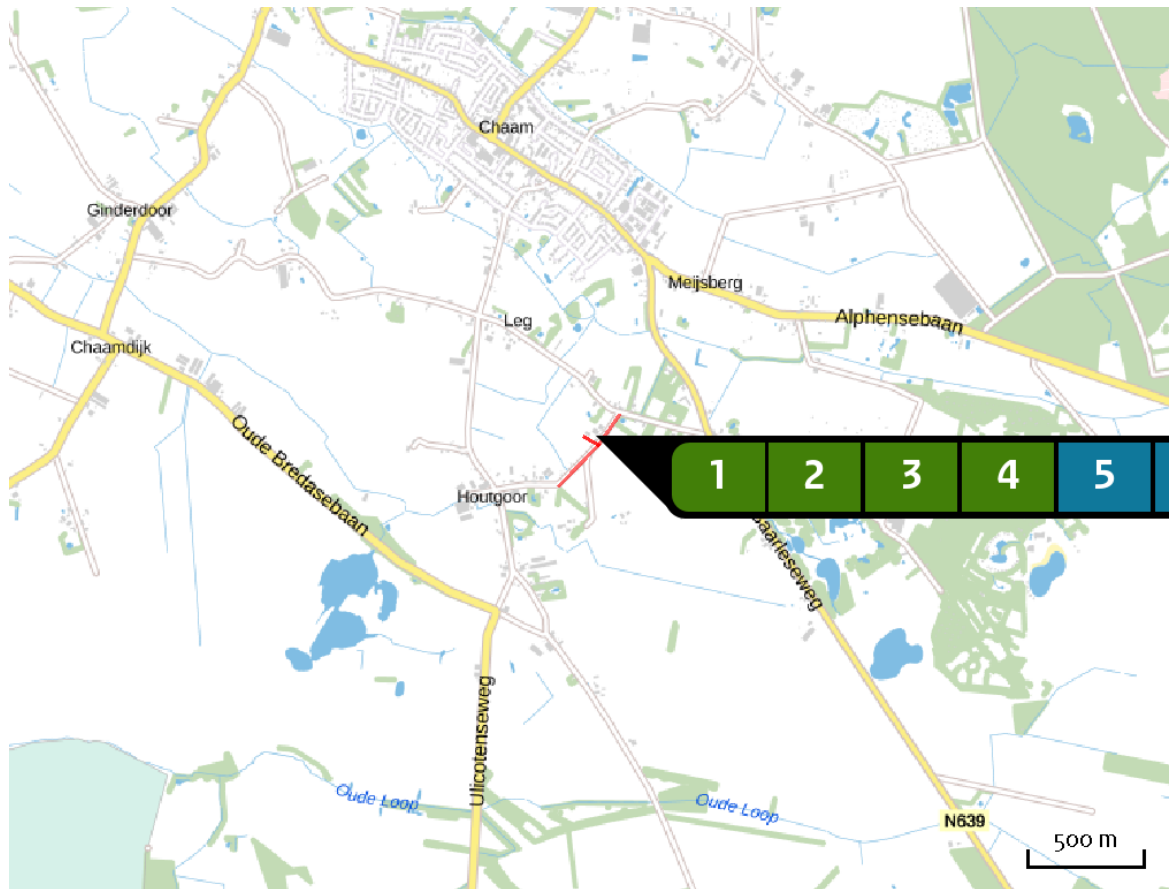 Chaam
Ginderdoor
Meijsberg
Leg
Alphensebaan
Chaamdijk
Oude Bredasebaan
1 2 3 4 5
Houtgoor
Baarleseweg
Ulicotenseweg
Oude Loop
Oude Loop
N639
500 m